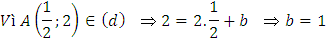 Vì A (1/2; 2) ∈ (d) ⇒ 2 = 2.1/2 + b ⇒ b = 1